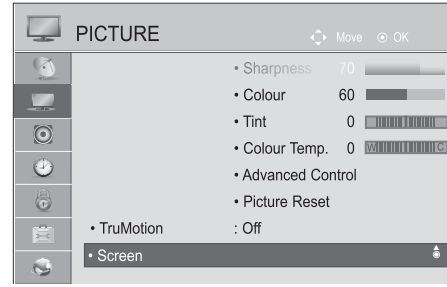 PICTURE Move OK
• Sharpness 70
• Colour 60
• Tint 0
• Colour Temp. 0 W C
• Advanced Control
• Picture Reset
• TruMotion : Off
• Screen